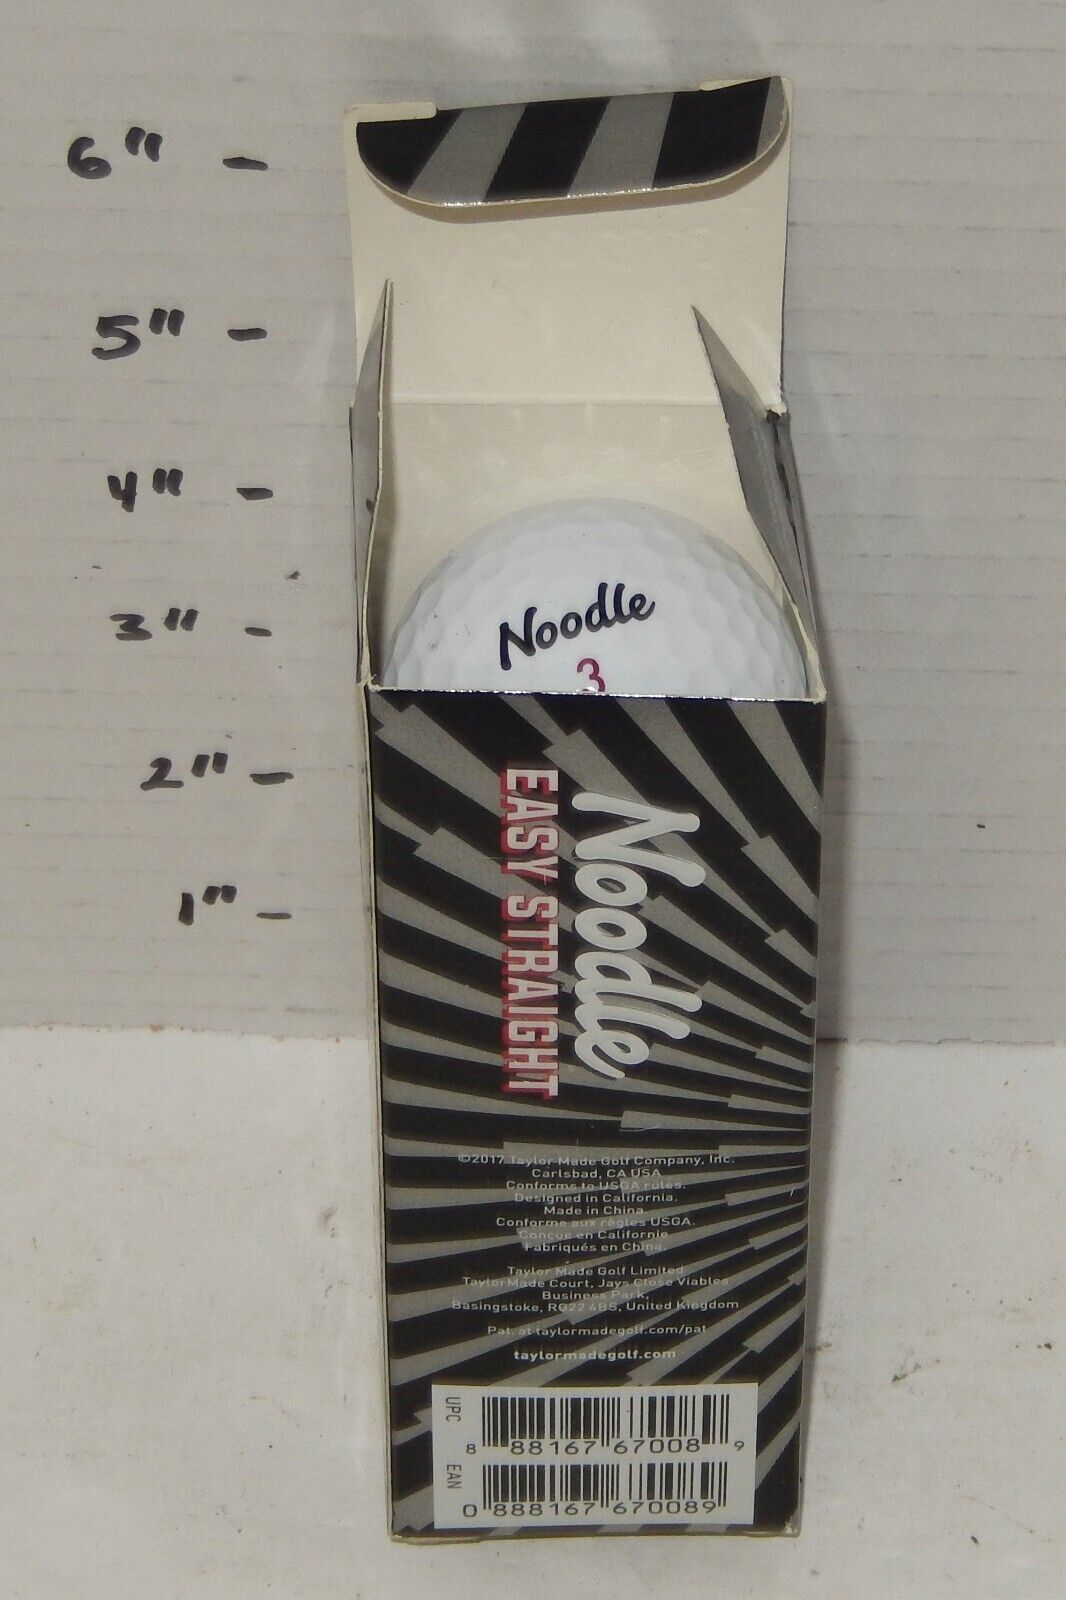 6" -
5" -
4" -
3" -
2" -
1" -
Noodle
3
Noodle
EASY STRAIGHT
©2017 Taylor Made Golf Company, Inc.
Carlsbad, CA USA
Conforms to USGA rules.
Designed in California.
Made in China
Conforme aux règles USGA.
Conçue en Californie
Fabriqués en China.
Taylor Made Golf Limited
TaylorMade Court, Jays Close Viables
Business Park,
Basingstoke, RG22 4BS, United Kingdom
Pat. at taylormadegolf.com/pat
taylormadegolf.com
UPC
8 88167 67008 9
EAN
0 888167 670089